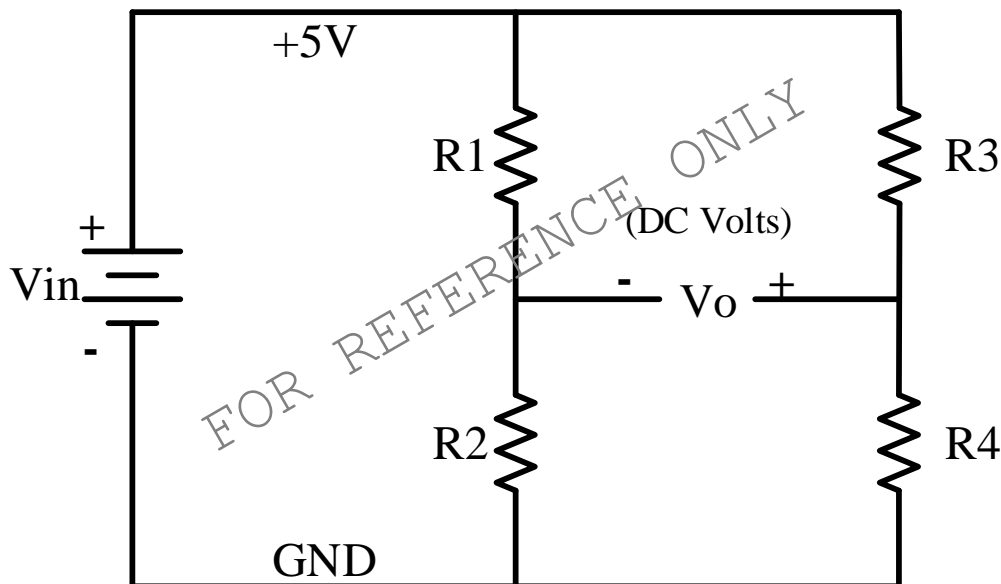 +5V
R1
R3
(DC Volts)
+
Vin
-
- Vo +
R2
R4
GND
FOR REFERENCE ONLY